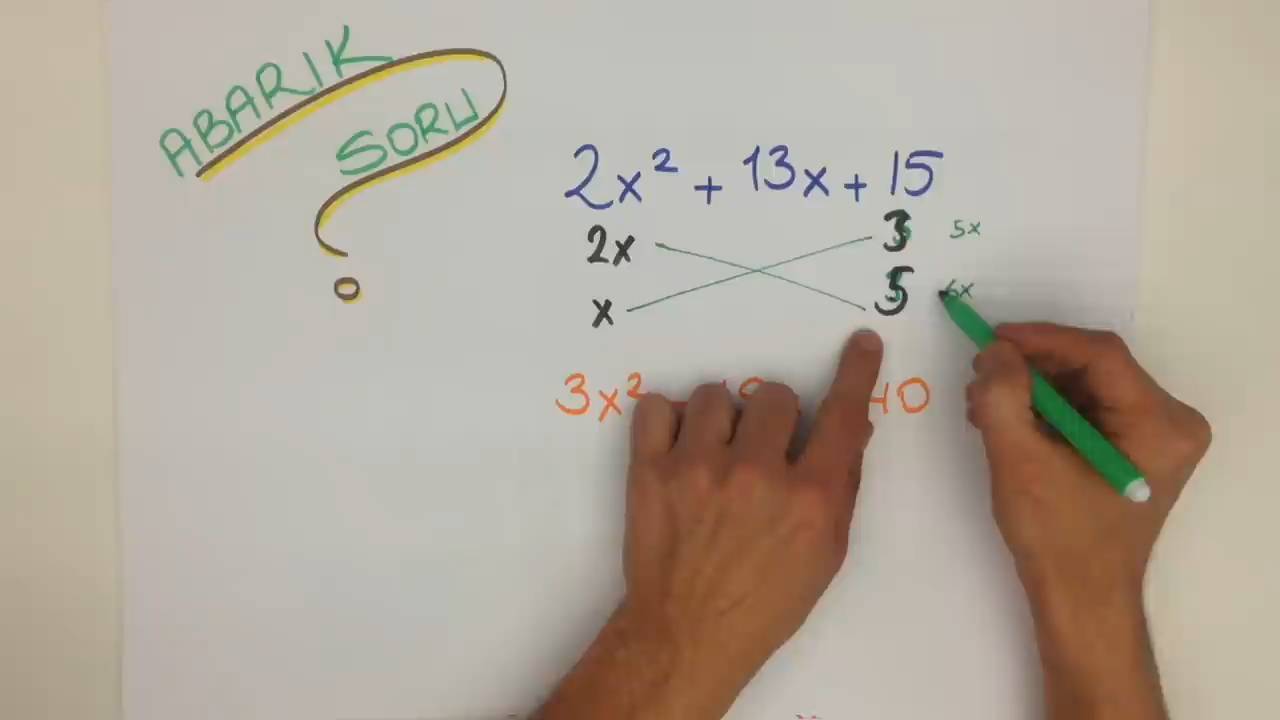 ABARIK
SORU
2x² + 13x + 15
2x 3 5x
x 5 6x
3x²